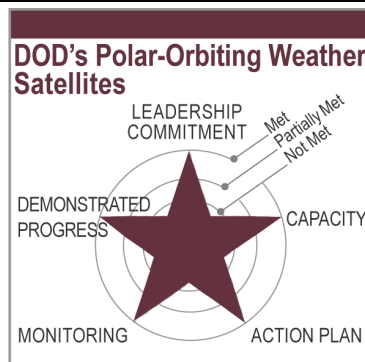 DOD's Polar-Orbiting Weather
Satellites
LEADERSHIP
COMMITMENT
Met
Partially Met
Not Met
DEMONSTRATED
PROGRESS
CAPACITY
MONITORING
ACTION PLAN